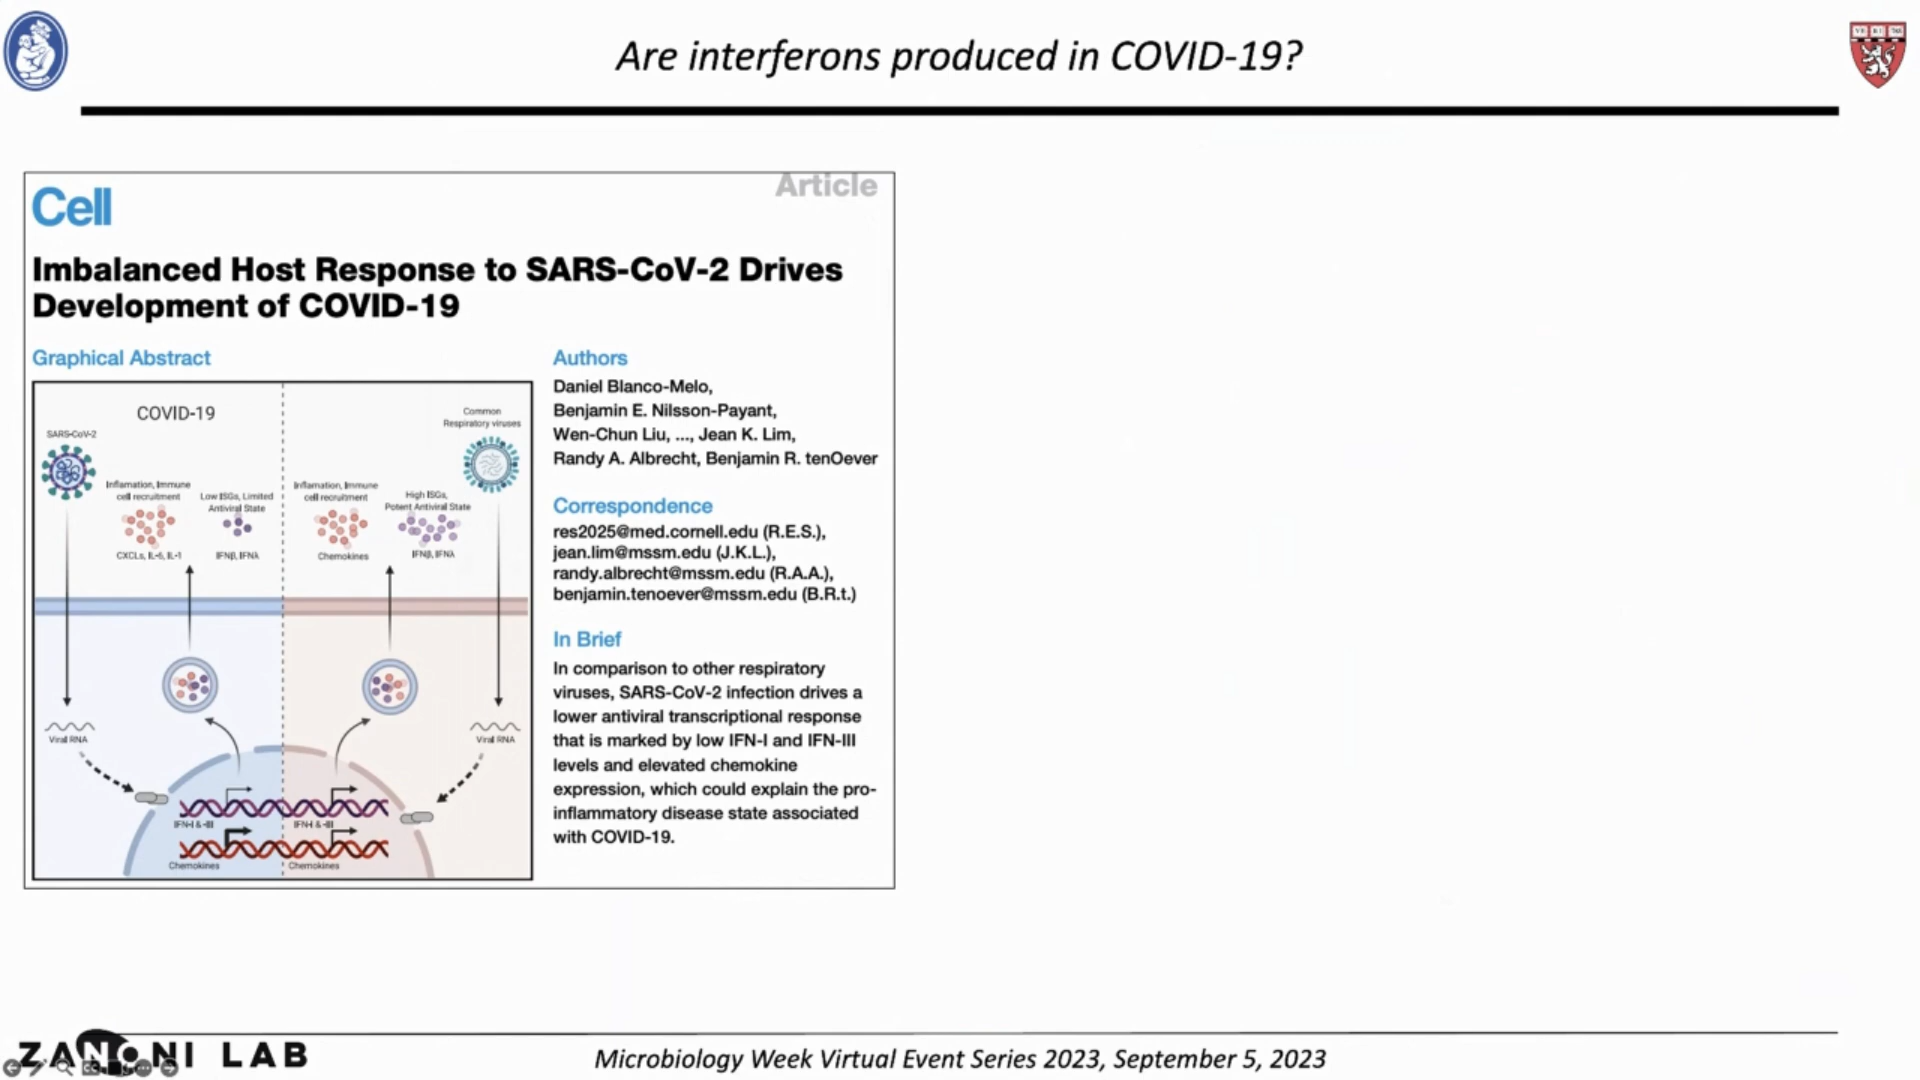 Are interferons produced in COVID-19?
Cell
Article
Imbalanced Host Response to SARS-CoV-2 Drives
Development of COVID-19
Graphical Abstract
COVID-19
SARS-CoV-2
Inflamation, Immune
cell recruitment
Low ISGs, Limited
Antiviral State
CXCLs, IL-6, IL-1
IFNβ, IFNλ
Common
Respiratory viruses
Inflamation, Immune
cell recruitment
High ISGs,
Potent Antiviral State
Chemokines
IFNβ, IFNλ
Viral RNA
Viral RNA
IFN-I & -III
IFN-I & -III
Chemokines
Chemokines
Authors
Daniel Blanco-Melo,
Benjamin E. Nilsson-Payant,
Wen-Chun Liu, ..., Jean K. Lim,
Randy A. Albrecht, Benjamin R. tenOever
Correspondence
res2025@med.cornell.edu (R.E.S.),
jean.lim@mssm.edu (J.K.L.),
randy.albrecht@mssm.edu (R.A.A.),
benjamin.tenoever@mssm.edu (B.R.t.)
In Brief
In comparison to other respiratory
viruses, SARS-CoV-2 infection drives a
lower antiviral transcriptional response
that is marked by low IFN-I and IFN-III
levels and elevated chemokine
expression, which could explain the pro-
inflammatory disease state associated
with COVID-19.
ZANONI LAB
Microbiology Week Virtual Event Series 2023, September 5, 2023